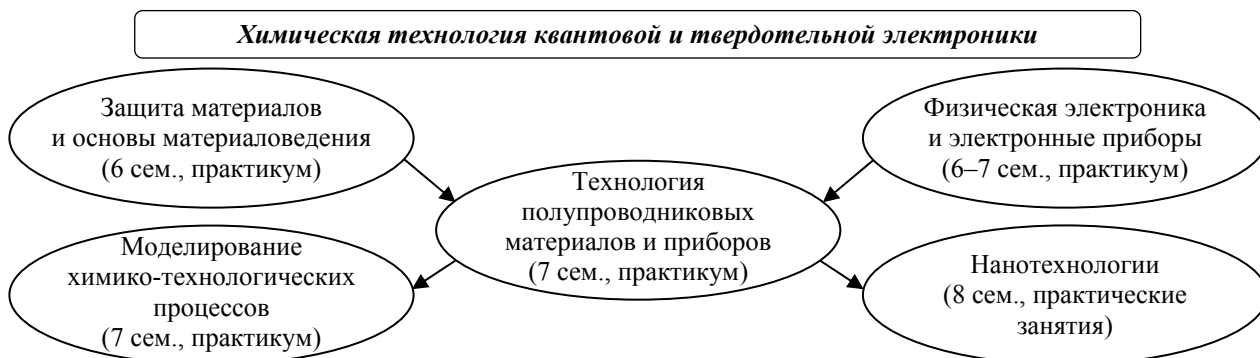 Химическая технология квантовой и твердотельной электроники
Защита материалов
и основы материаловедения
(6 сем., практикум)
Физическая электроника
и электронные приборы
(6–7 сем., практикум)
Технология
полупроводниковых
материалов и приборов
(7 сем., практикум)
Моделирование
химико-технологических
процессов
(7 сем., практикум)
Нанотехнологии
(8 сем., практические
занятия)